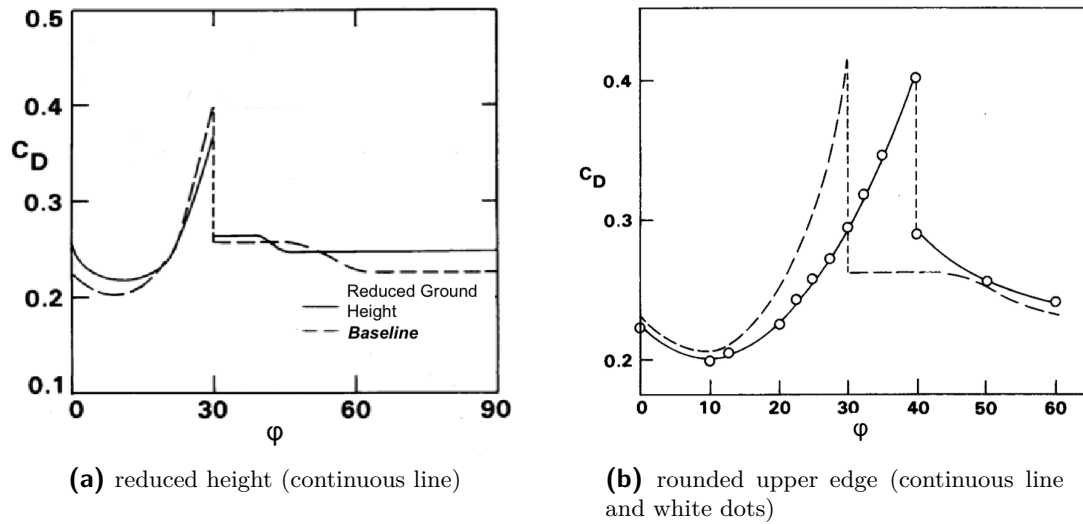 0.5
0.4
C_D
0.3
0.2
0.1
0
30
60
90
φ
Reduced Ground
Height
Baseline
(a) reduced height (continuous line)
0.4
0.3
C_D
0.2
0
10
20
30
40
50
60
φ
(b) rounded upper edge (continuous line
and white dots)